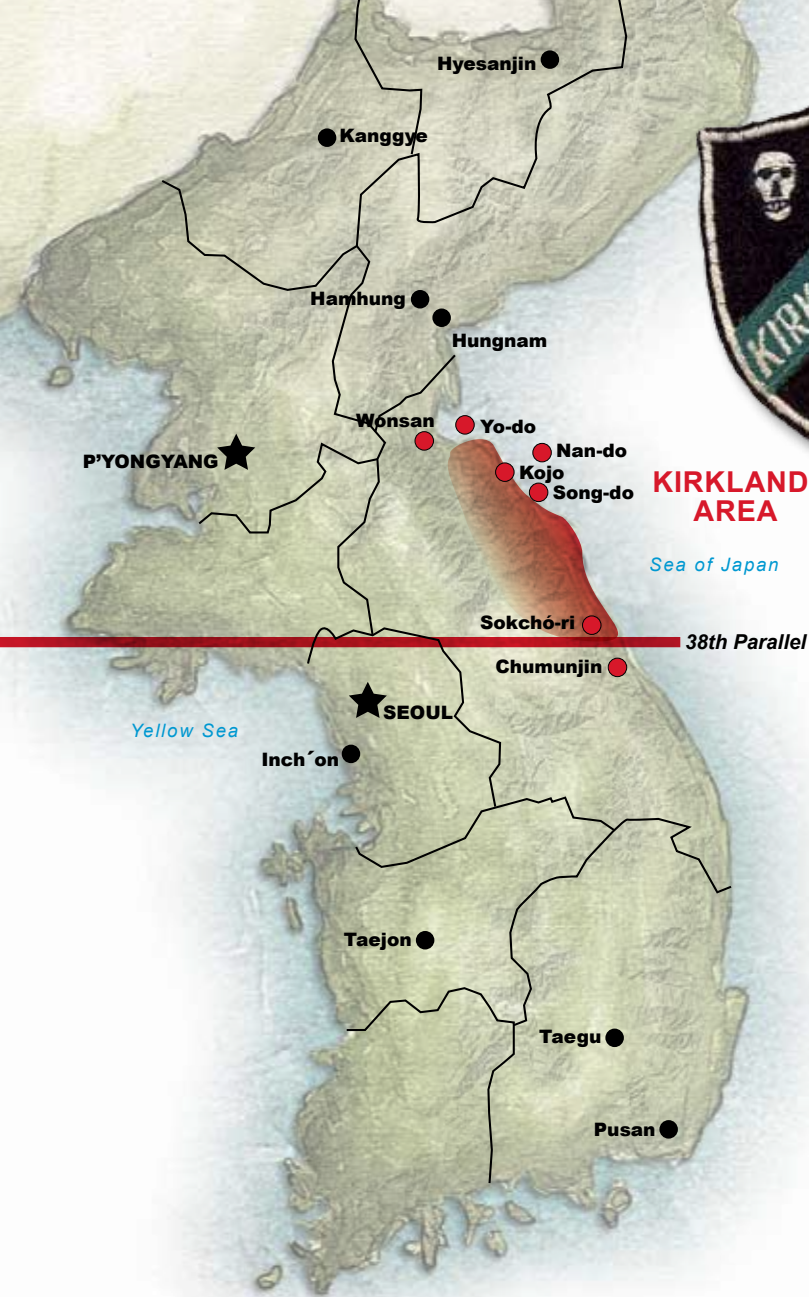 Hyesanjin
Kanggye
Hamhung
Hungnam
Wonsan
Yo-do
Nan-do
P’YONGYANG
Kojo
Song-do
KIRKLAND
AREA
Sea of Japan
Sokchó-ri
38th Parallel
Chumunjin
SEOUL
Yellow Sea
Inch´on
Taejon
Taegu
Pusan